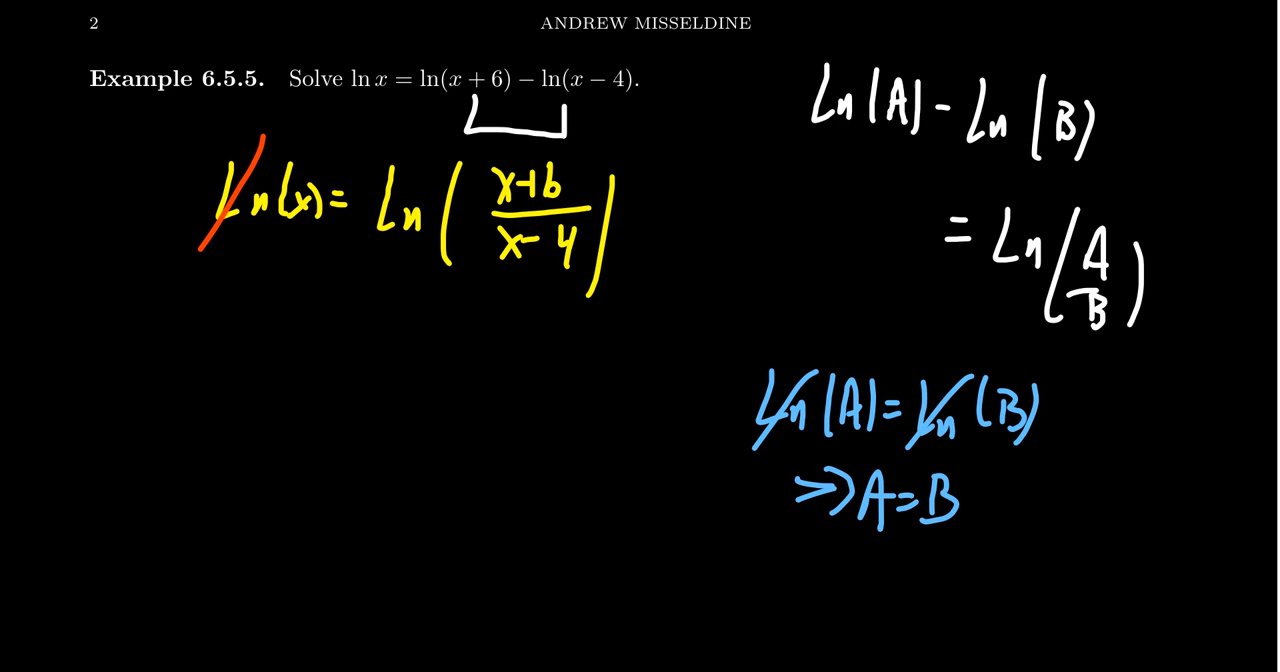 2 ANDREW MISSELDINE
Example 6.5.5. Solve ln x = ln(x + 6) − ln(x − 4).
Ln(x) = Ln( x+6 / x-4 )
Ln(A) - Ln(B)
= Ln( A / B )
Ln(A) = Ln(B)
⇒ A = B